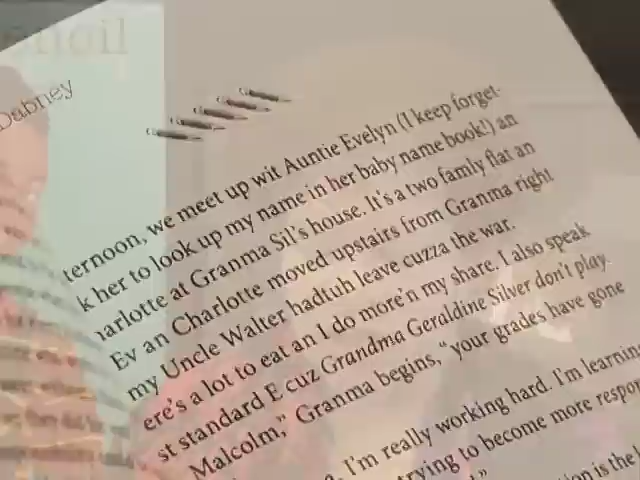 Dabney
ternoon, we meet up wit Auntie Evelyn (I keep forget-
k her to look up my name in her baby name book!) an
harlotte at Granma Sil's house. It's a two famly flat an
Ev an Charlotte moved upstairs from Granma right
my Uncle Walter hadtuh leave cuzza the war.
ere's a lot to eat an I do more'n my share. I also speak
st standard E cuz Grandma Geraldine Silver don't play.
Malcolm," Granma begins, "your grades have gone
I'm really working hard. I'm learning
trying to become more respon